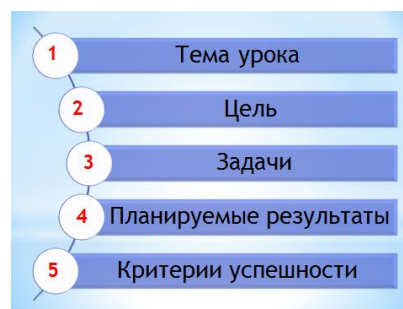 1 Тема урока
2 Цель
3 Задачи
4 Планируемые результаты
5 Критерии успешности